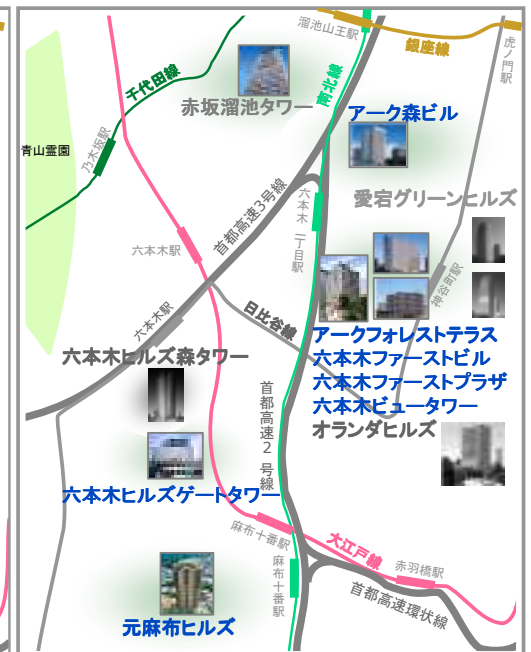 溜池山王駅
銀座線
虎ノ門駅
千代田線
南北線
赤坂溜池タワー
アーク森ビル
青山霊園
乃木坂駅
愛宕グリーンヒルズ
首都高速3号線
六本木一丁目駅
六本木駅
神谷町駅
六本木駅
日比谷線
アークフォレストテラス
六本木ヒルズ森タワー
六本木ファーストビル
六本木ファーストプラザ
六本木ビュータワー
首都高速2号線
オランダヒルズ
六本木ヒルズゲートタワー
麻布十番駅
大江戸線
麻布十番駅
赤羽橋駅
首都高速環状線
元麻布ヒルズ